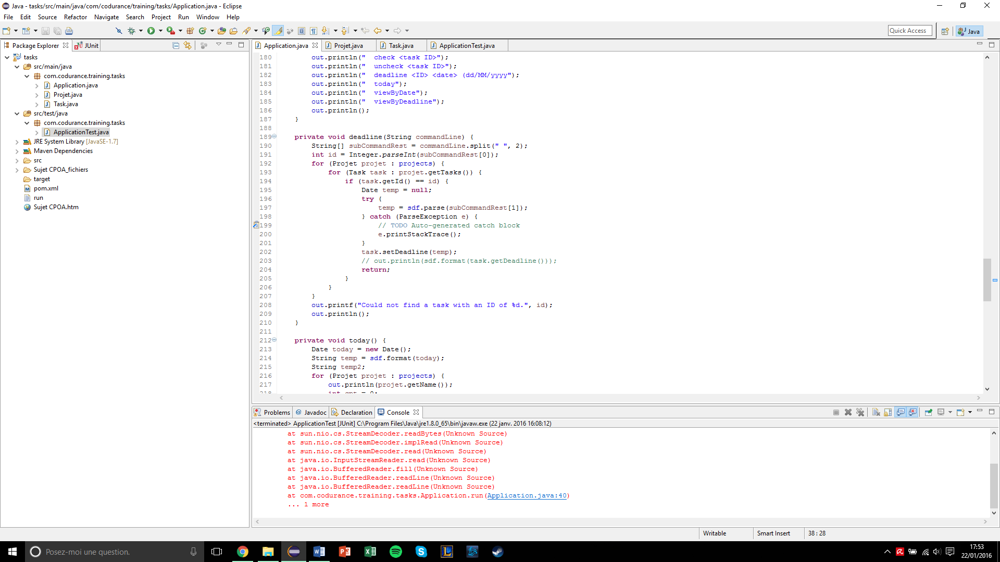 Java - tasks/src/main/java/com/codurance/training/tasks/Application.java - Eclipse
File Edit Source Refactor Navigate Search Project Run Window Help
Quick Access
Java
Package Explorer
JUnit
tasks
src/main/java
com.codurance.training.tasks
Application.java
Projet.java
Task.java
src/test/java
com.codurance.training.tasks
ApplicationTest.java
JRE System Library [JavaSE-1.7]
Maven Dependencies
src
Sujet CPOA_fichiers
target
pom.xml
run
Sujet CPOA.htm
Application.java Projet.java Task.java ApplicationTest.java
180 out.println("  check <task ID>");
181 out.println("  uncheck <task ID>");
182 out.println("  deadline <ID> <date> (dd/MM/yyyy");
183 out.println("  today");
184 out.println("  viewByDate");
185 out.println("  viewByDeadline");
186 out.println();
187 }
188
189 private void deadline(String commandLine) {
190 String[] subCommandRest = commandLine.split(" ", 2);
191 int id = Integer.parseInt(subCommandRest[0]);
192 for (Projet projet : projects) {
193 for (Task task : projet.getTasks()) {
194 if (task.getId() == id) {
195 Date temp = null;
196 try {
197 temp = sdf.parse(subCommandRest[1]);
198 } catch (ParseException e) {
199 // TODO Auto-generated catch block
200 e.printStackTrace();
201 }
202 task.setDeadline(temp);
203 // out.println(sdf.format(task.getDeadline()));
204 return;
205 }
206 }
207 }
208 out.printf("Could not find a task with an ID of %d.", id);
209 out.println();
210 }
211
212 private void today() {
213 Date today = new Date();
214 String temp = sdf.format(today);
215 String temp2;
216 for (Projet projet : projects) {
217 out.println(projet.getName());
218 int cpt = 0;
Problems Javadoc Declaration Console
<terminated> ApplicationTest [JUnit] C:\Program Files\Java\jre1.8.0_65\bin\javaw.exe (22 janv. 2016 16:08:12)
at sun.nio.cs.StreamDecoder.readBytes(Unknown Source)
at sun.nio.cs.StreamDecoder.implRead(Unknown Source)
at sun.nio.cs.StreamDecoder.read(Unknown Source)
at java.io.InputStreamReader.read(Unknown Source)
at java.io.BufferedReader.fill(Unknown Source)
at java.io.BufferedReader.readLine(Unknown Source)
at java.io.BufferedReader.readLine(Unknown Source)
at com.codurance.training.tasks.Application.run(Application.java:40)
... 1 more
Writable Smart Insert 38 : 28
Posez-moi une question.
17:53
22/01/2016